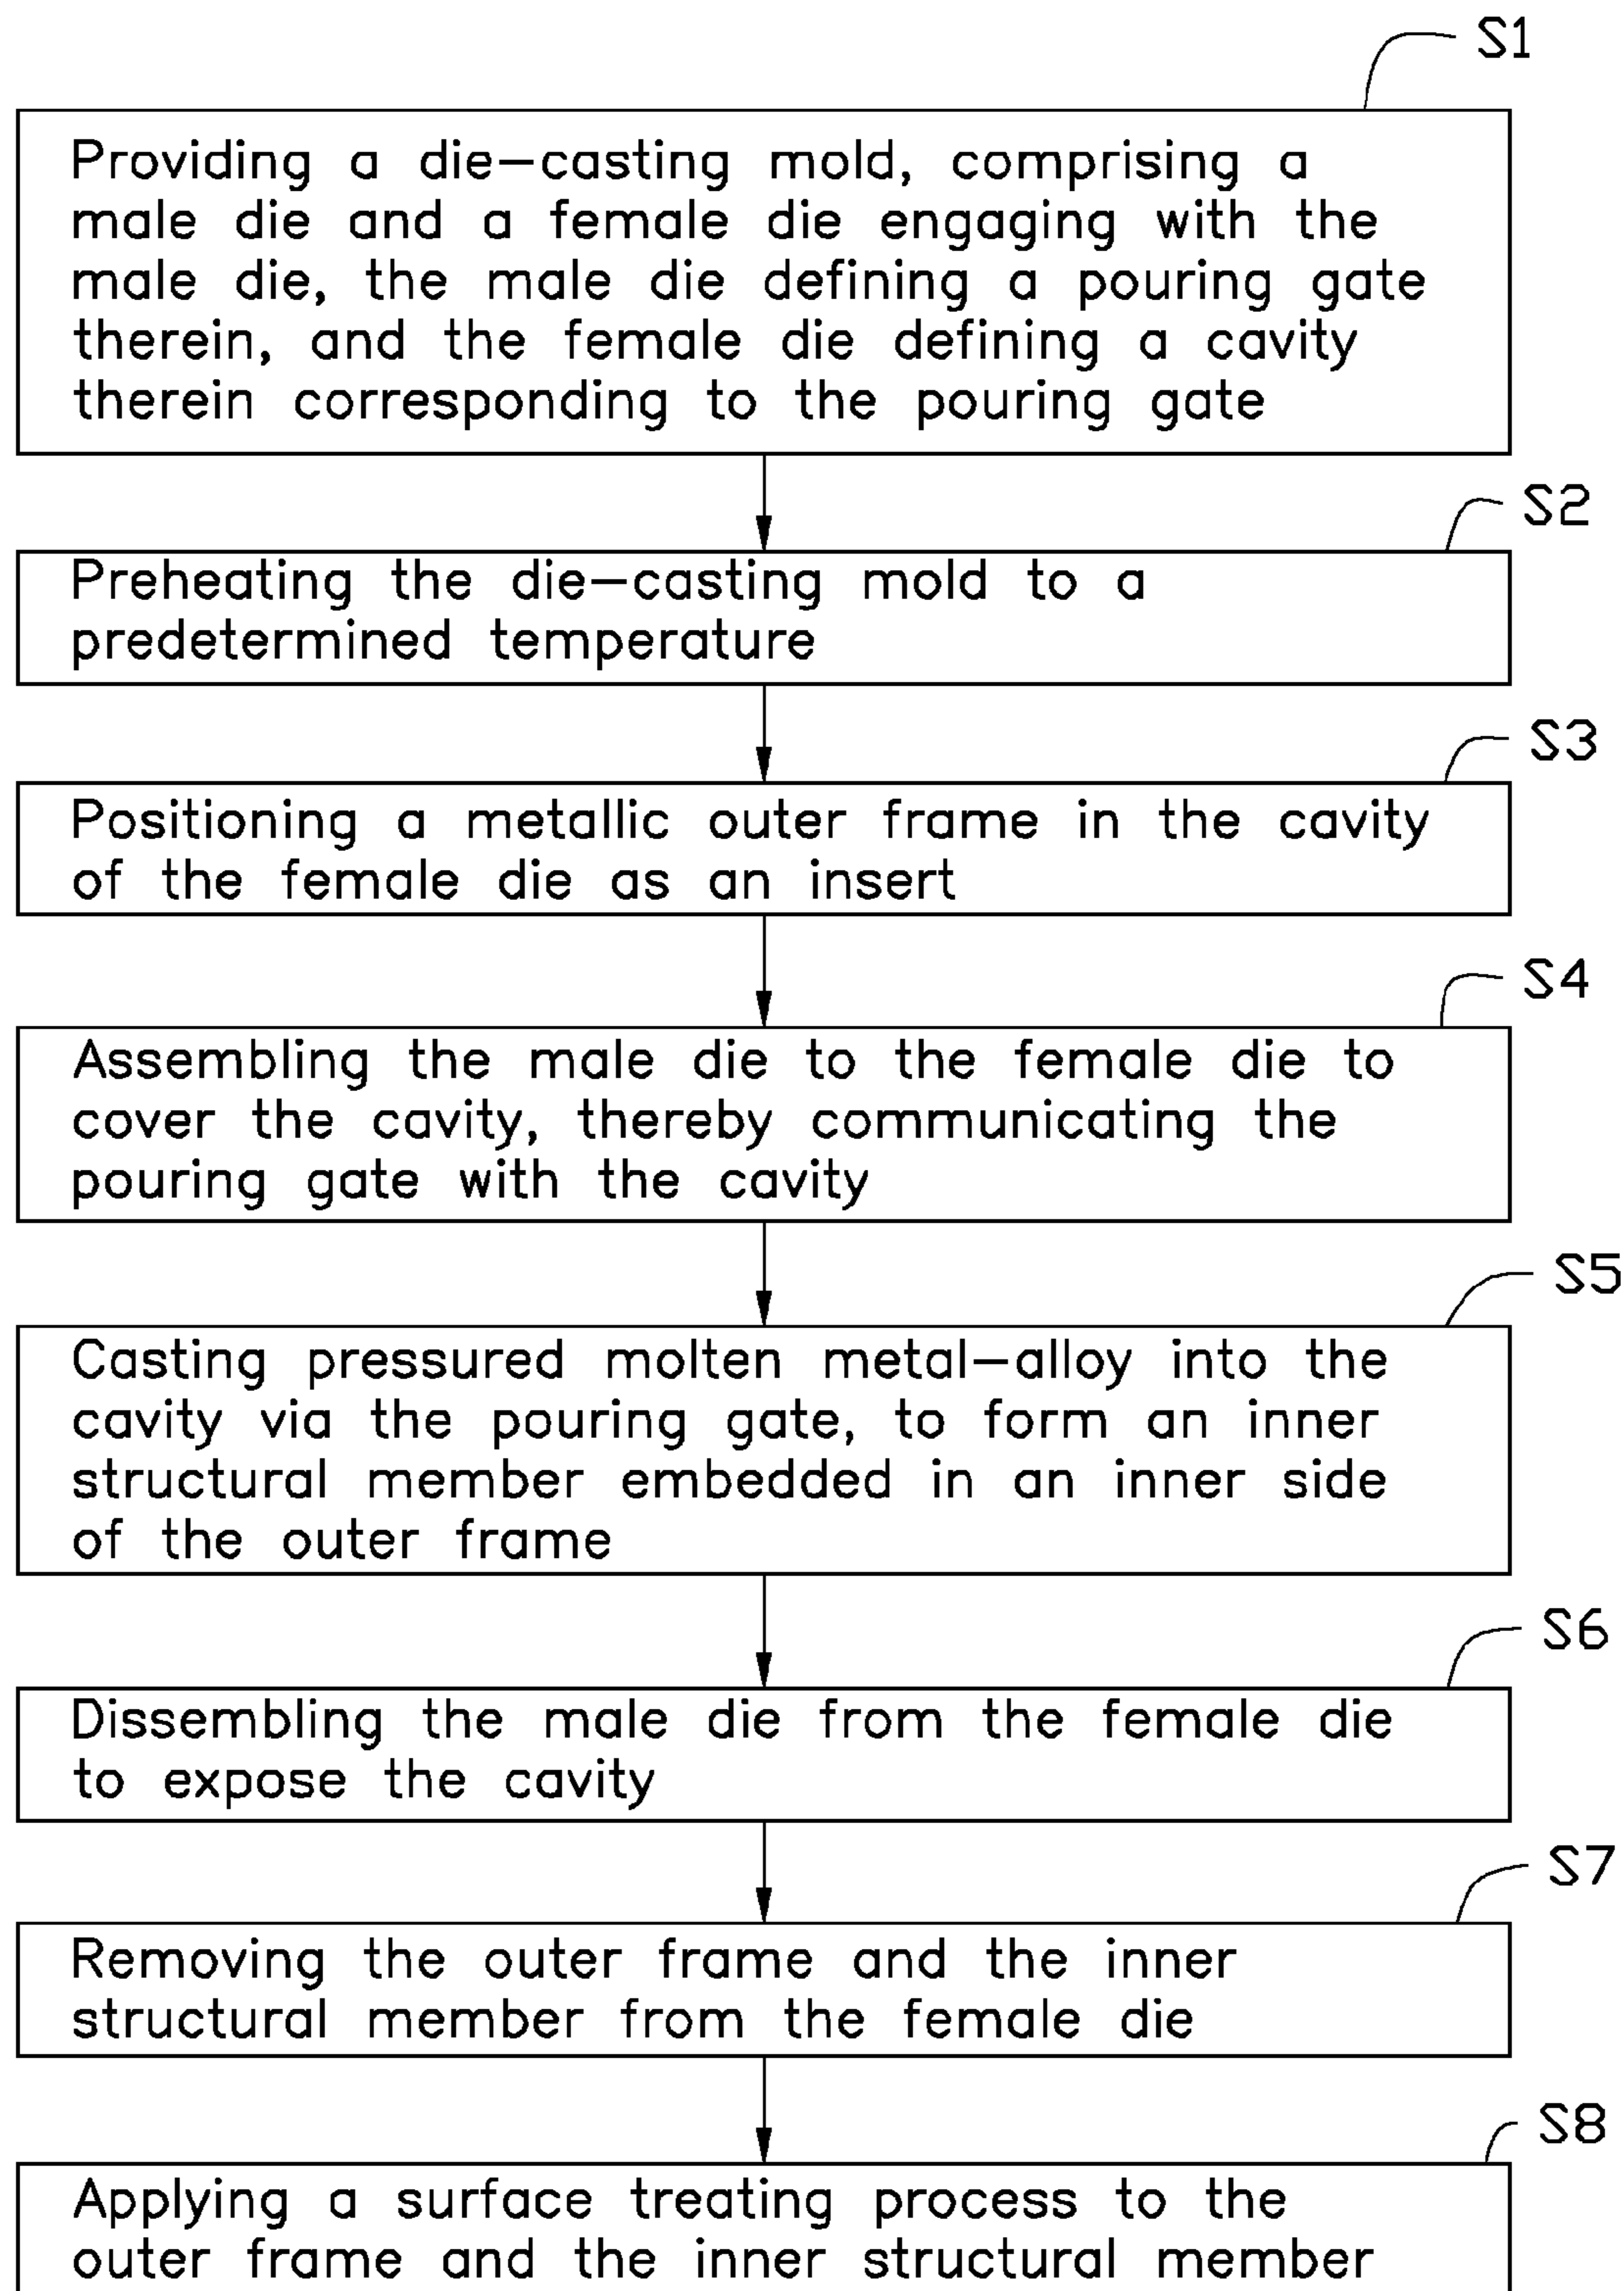 S1
Providing a die-casting mold, comprising a
male die and a female die engaging with the
male die, the male die defining a pouring gate
therein, and the female die defining a cavity
therein corresponding to the pouring gate
S2
Preheating the die-casting mold to a
predetermined temperature
S3
Positioning a metallic outer frame in the cavity
of the female die as an insert
S4
Assembling the male die to the female die to
cover the cavity, thereby communicating the
pouring gate with the cavity
S5
Casting pressured molten metal-alloy into the
cavity via the pouring gate, to form an inner
structural member embedded in an inner side
of the outer frame
S6
Dissembling the male die from the female die
to expose the cavity
S7
Removing the outer frame and the inner
structural member from the female die
S8
Applying a surface treating process to the
outer frame and the inner structural member